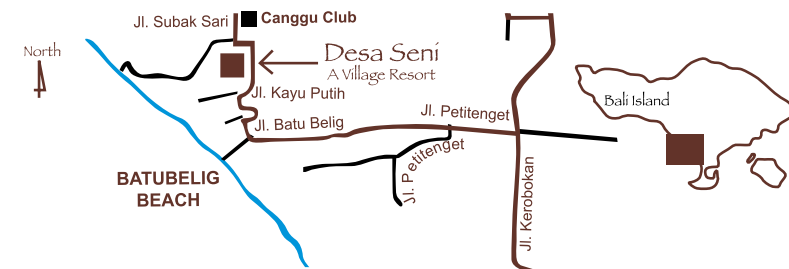 Jl. Subak Sari
Canggu Club
North
Desa Seni
A Village Resort
Jl. Kayu Putih
Jl. Batu Belig
Jl. Petitenget
Jl. Petitenget
Jl. Kerobokan
BATUBELIG
BEACH
Bali Island